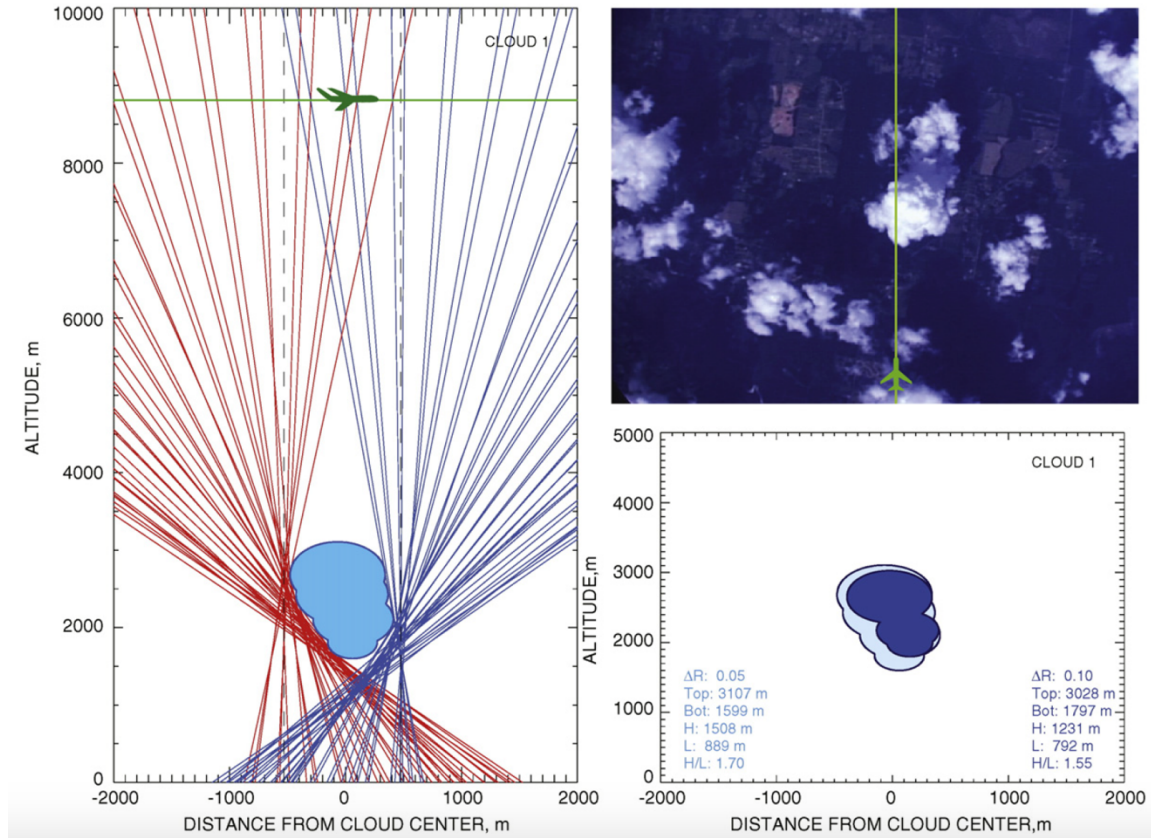 CLOUD 1
10000
8000
6000
4000
2000
0
ALTITUDE, m
-2000 -1000 0 1000 2000
DISTANCE FROM CLOUD CENTER, m
5000
4000
3000
2000
1000
0
ALTITUDE,m
CLOUD 1
ΔR: 0.05
Top: 3107 m
Bot: 1599 m
H: 1508 m
L: 889 m
H/L: 1.70
ΔR: 0.10
Top: 3028 m
Bot: 1797 m
H: 1231 m
L: 792 m
H/L: 1.55
-2000 -1000 0 1000 2000
DISTANCE FROM CLOUD CENTER,m